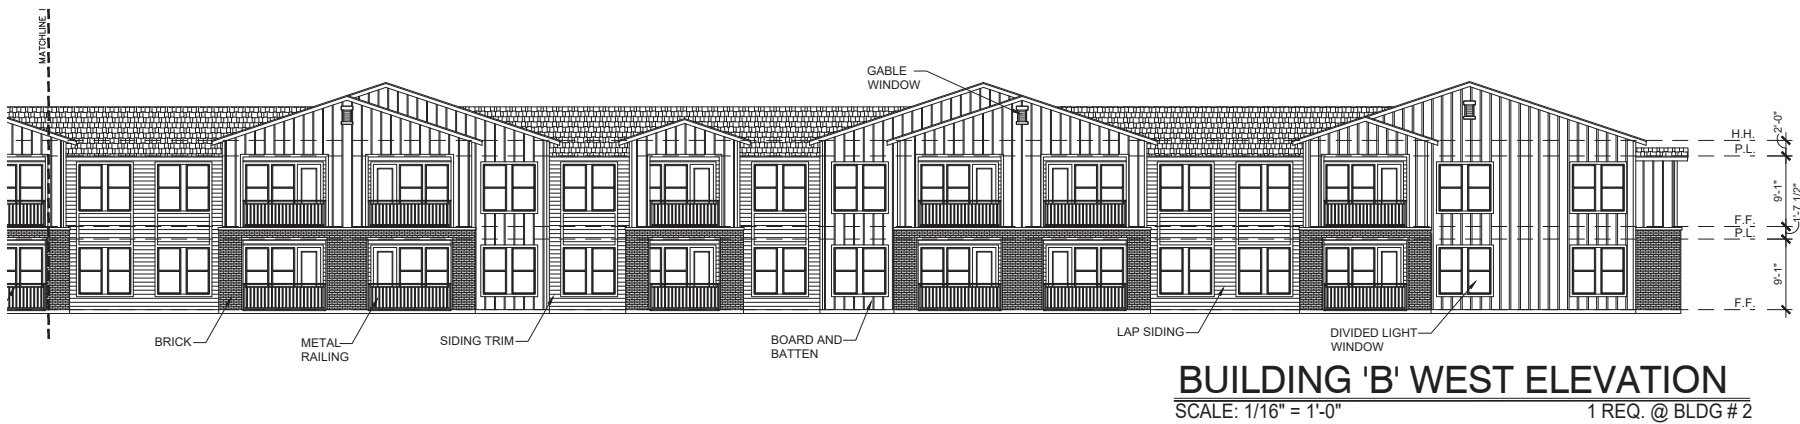 MATCHLINE
GABLE
WINDOW
H.H.
P.L.
2'-0"
9'-1"
1'-7 1/2"
F.F.
P.L.
9'-1"
F.F.
BRICK
METAL
RAILING
SIDING TRIM
BOARD AND
BATTEN
LAP SIDING
DIVIDED LIGHT
WINDOW
BUILDING 'B' WEST ELEVATION
SCALE: 1/16" = 1'-0"
1 REQ. @ BLDG # 2